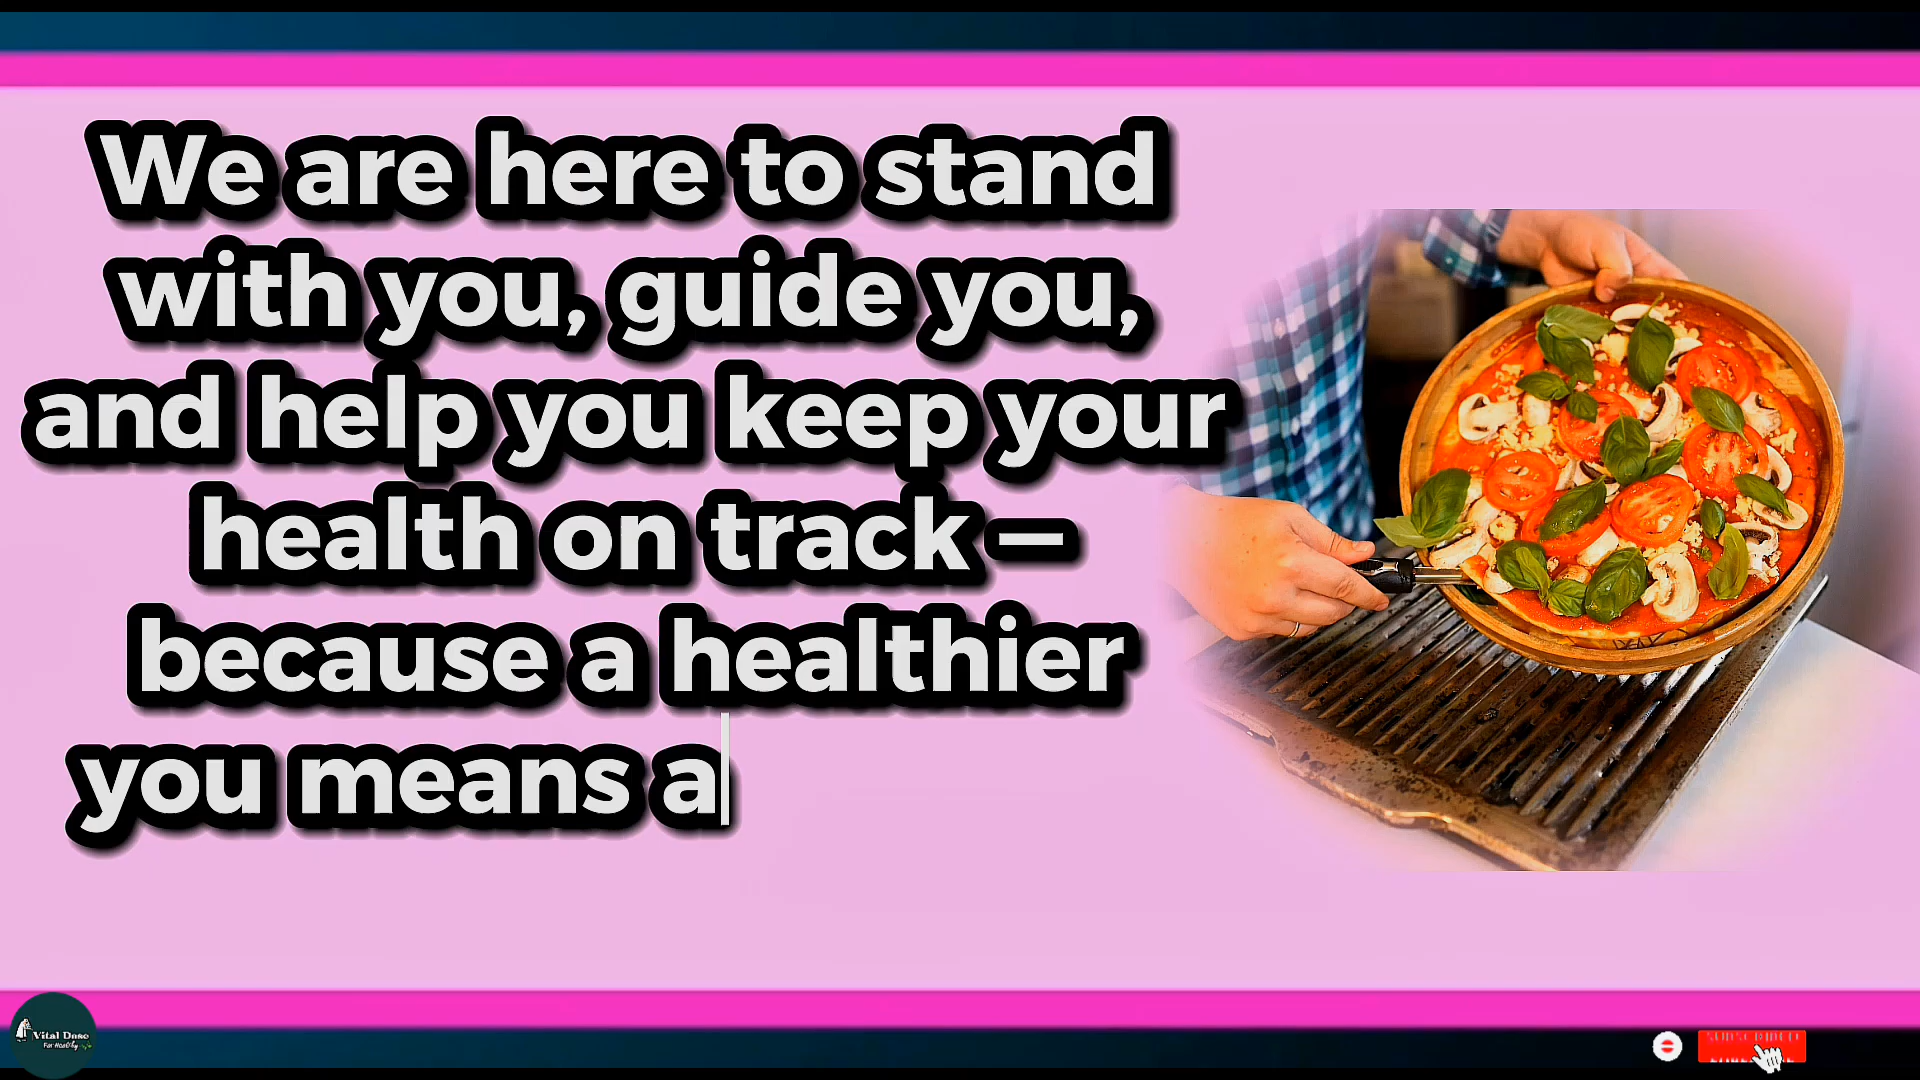 We are here to stand
with you, guide you,
and help you keep your
health on track —
because a healthier
you means a
Vital Dose